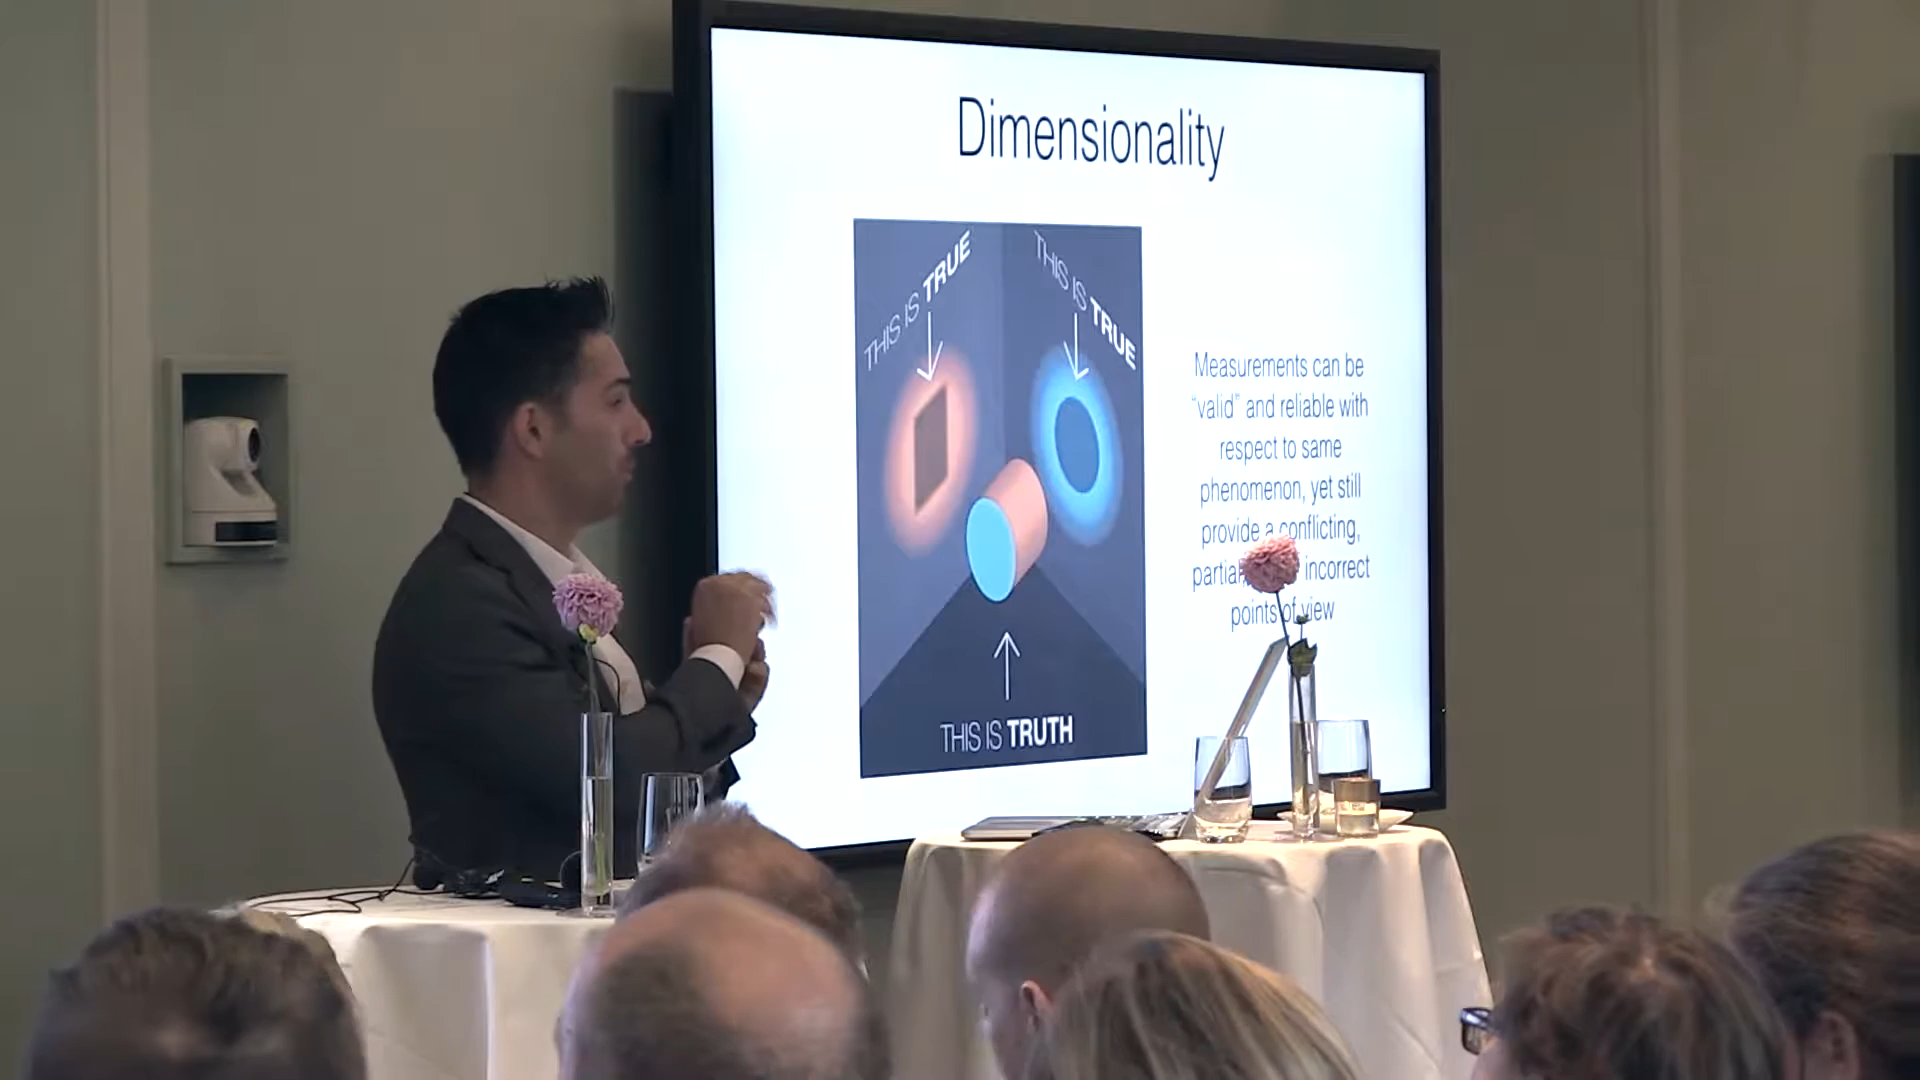 Dimensionality
THIS IS TRUE
THIS IS TRUE
THIS IS TRUTH
Measurements can be
“valid” and reliable with
respect to same
phenomenon, yet still
provide a conflicting,
incorrect
points of view